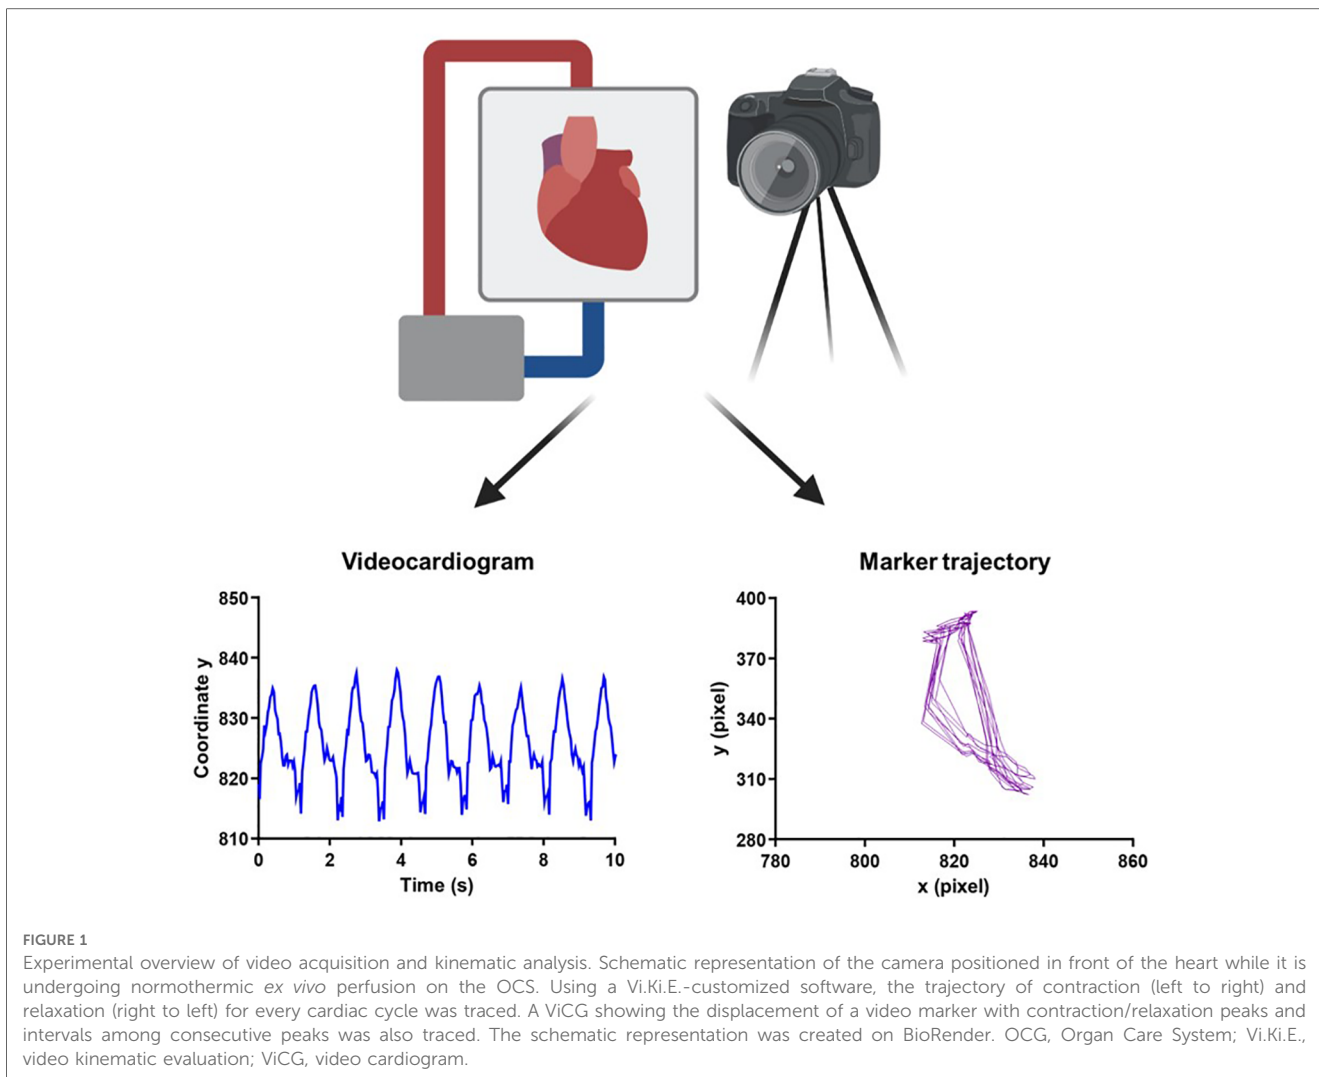 Videocardiogram
850
840
830
820
810
Coordinate y
0 2 4 6 8 10
Time (s)
Marker trajectory
400
370
340
310
280
y (pixel)
780 800 820 840 860
x (pixel)
FIGURE 1
Experimental overview of video acquisition and kinematic analysis. Schematic representation of the camera positioned in front of the heart while it is
undergoing normothermic ex vivo perfusion on the OCS. Using a Vi.Ki.E.-customized software, the trajectory of contraction (left to right) and
relaxation (right to left) for every cardiac cycle was traced. A ViCG showing the displacement of a video marker with contraction/relaxation peaks and
intervals among consecutive peaks was also traced. The schematic representation was created on BioRender. OCG, Organ Care System; Vi.Ki.E.,
video kinematic evaluation; ViCG, video cardiogram.